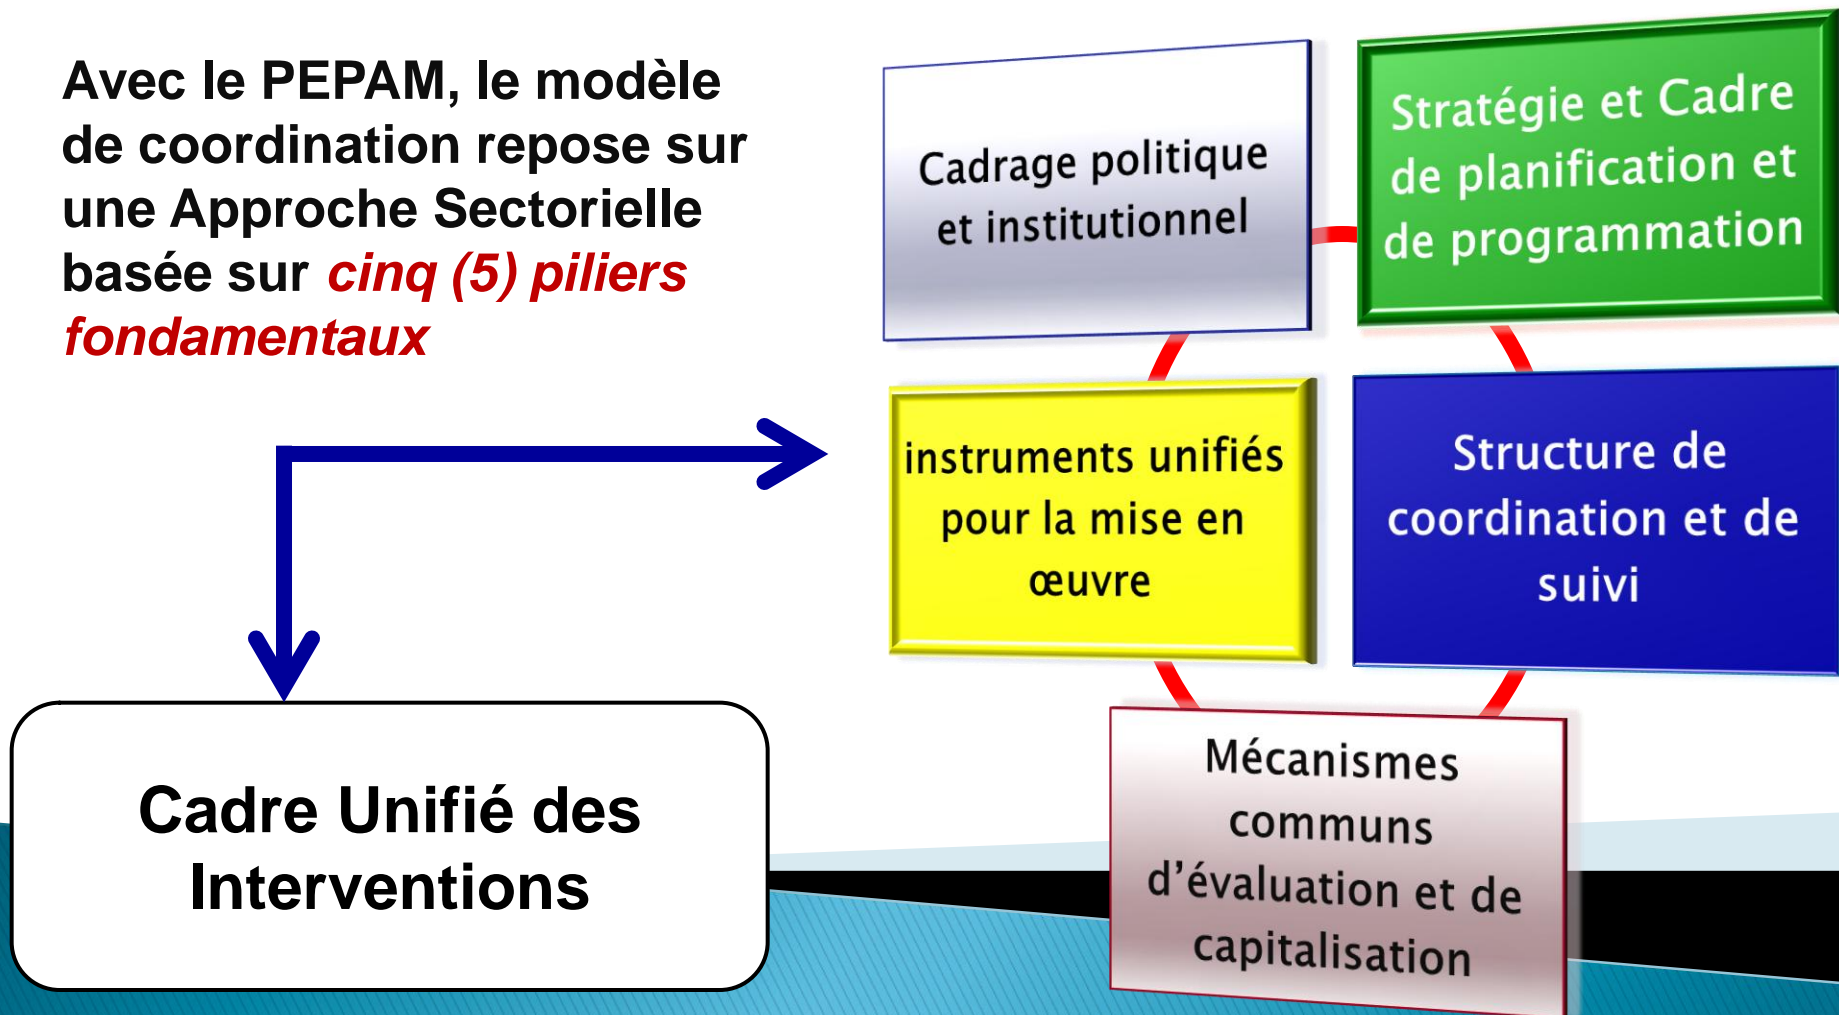 Avec le PEPAM, le modèle
de coordination repose sur
une Approche Sectorielle
basée sur cinq (5) piliers
fondamentaux
Cadrage politique
et institutionnel
Stratégie et Cadre
de planification et
de programmation
instruments unifiés
pour la mise en
œuvre
Structure de
coordination et de
suivi
Mécanismes
communs
d’évaluation et de
capitalisation
Cadre Unifié des
Interventions